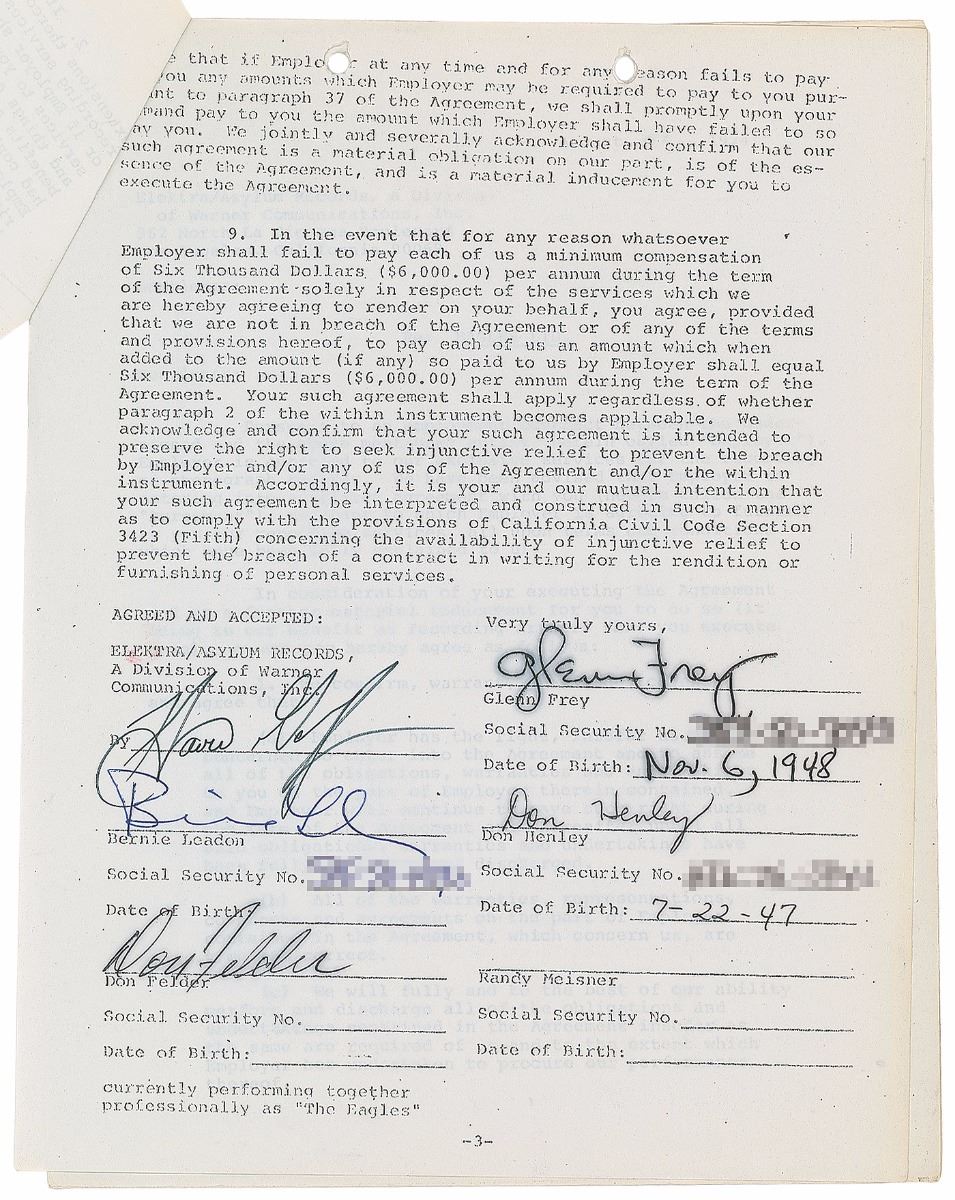 e that if Emplo er at any time and for any eason fails to pay
you any amounts which Employer may be required to pay to you pur-
nt to paragraph 37 of the Agreement, we shall promptly upon your
mand pay to you the amount which Employer shall have failed to so
ay you. We jointly and severally acknowledge and confirm that our
such agreement is a material obligation on our part, is of the es-
sence of the Agreement, and is a material inducement for you to
execute the Agreement.
9. In the event that for any reason whatsoever
Employer shall fail to pay each of us a minimum compensation
of Six Thousand Dollars ($6,000.00) per annum during the term
of the Agreement solely in respect of the services which we
are hereby agreeing to render on your behalf, you agree, provided
that we are not in breach of the Agreement or of any of the terms
and provisions hereof, to pay each of us an amount which when
added to the amount (if any) so paid to us by Employer shall equal
Six Thousand Dollars ($6,000.00) per annum during the term of the
Agreement. Your such agreement shall apply regardless of whether
paragraph 2 of the within instrument becomes applicable. We
acknowledge and confirm that your such agreement is intended to
preserve the right to seek injunctive relief to prevent the breach
by Employer and/or any of us of the Agreement and/or the within
instrument. Accordingly, it is your and our mutual intention that
your such agreement be interpreted and construed in such a manner
as to comply with the provisions of California Civil Code Section
3423 (Fifth) concerning the availability of injunctive relief to
prevent the breach of a contract in writing for the rendition or
furnishing of personal services.
AGREED AND ACCEPTED:
ELEKTRA/ASYLUM RECORDS,
A Division of Warner
Communications, Inc.
By
Bernie Leadon
Social Security No.
Date of Birth:
Don Felder
Don Felder
Social Security No.
Date of Birth:
currently performing together
professionally as "The Eagles"
Very truly yours,
Glenn Frey
Glenn Frey
Social Security No.
Date of Birth: Nov. 6, 1948
Don Henley
Don Henley
Social Security No.
Date of Birth: 7-22-47
Randy Meisner
Social Security No.
Date of Birth:
-3-